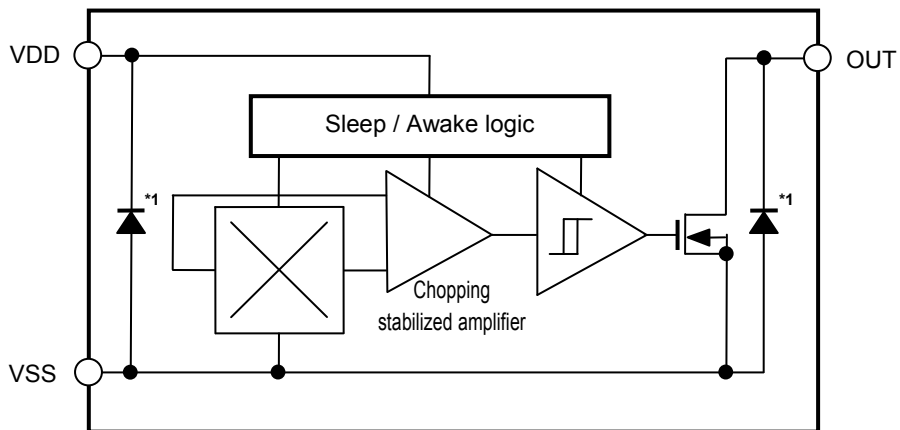 VDD
OUT
Sleep / Awake logic
*1
*1
Chopping
stabilized amplifier
VSS